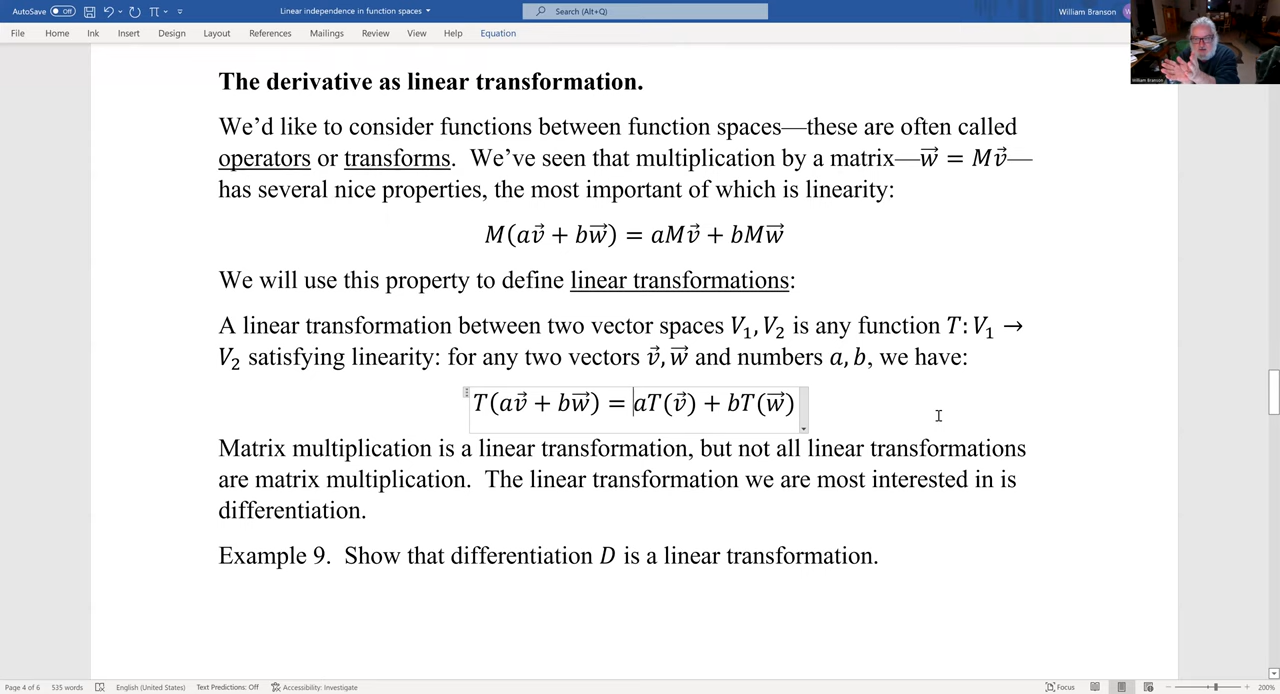 AutoSave Off Linear independence in function spaces Search (Alt+Q) William Branson
File Home Ink Insert Design Layout References Mailings Review View Help Equation
William Branson
The derivative as linear transformation.
We’d like to consider functions between function spaces—these are often called
operators or transforms. We’ve seen that multiplication by a matrix—w⃗ = Mv⃗—
has several nice properties, the most important of which is linearity:
M(av⃗ + bw⃗) = aMv⃗ + bMw⃗
We will use this property to define linear transformations:
A linear transformation between two vector spaces V₁, V₂ is any function T: V₁ →
V₂ satisfying linearity: for any two vectors v⃗, w⃗ and numbers a, b, we have:
T(av⃗ + bw⃗) = aT(v⃗) + bT(w⃗)
Matrix multiplication is a linear transformation, but not all linear transformations
are matrix multiplication. The linear transformation we are most interested in is
differentiation.
Example 9. Show that differentiation D is a linear transformation.
Page 4 of 6 535 words English (United States) Text Predictions: Off Accessibility: Investigate Focus 200%